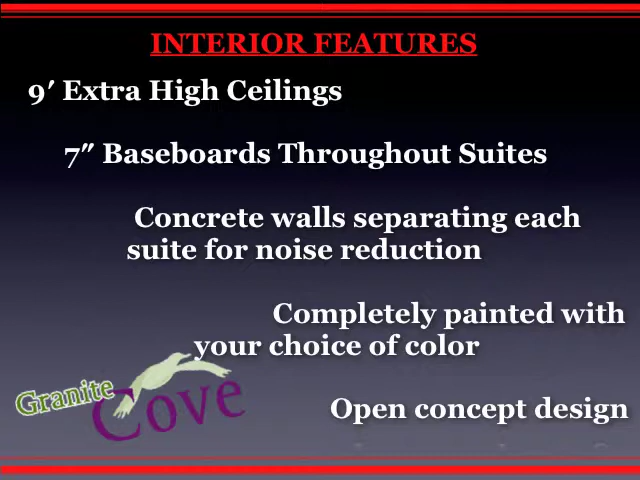 INTERIOR FEATURES
9′ Extra High Ceilings
7″ Baseboards Throughout Suites
Concrete walls separating each
suite for noise reduction
Completely painted with
your choice of color
Granite
Cove
Open concept design